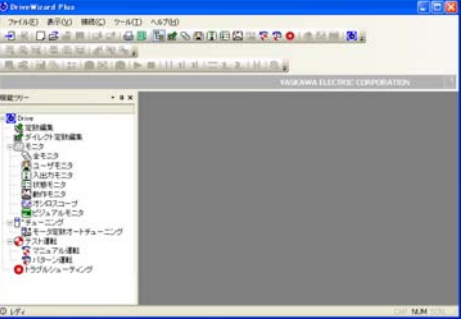 DriveWizard Plus
ファイル(F) 表示(V) 接続(C) ツール(T) ヘルプ(H)
YASKAWA ELECTRIC CORPORATION
機能ツリー
Drive
定数編集
ダイレクト定数編集
モニタ
全モニタ
ユーザモニタ
入出力モニタ
状態モニタ
動作モニタ
オシロスコープ
ビジュアルモニタ
チューニング
モータ定数オートチューニング
テスト運転
マニュアル運転
パターン運転
トラブルシューティング
レディ
CAP NUM SCRL